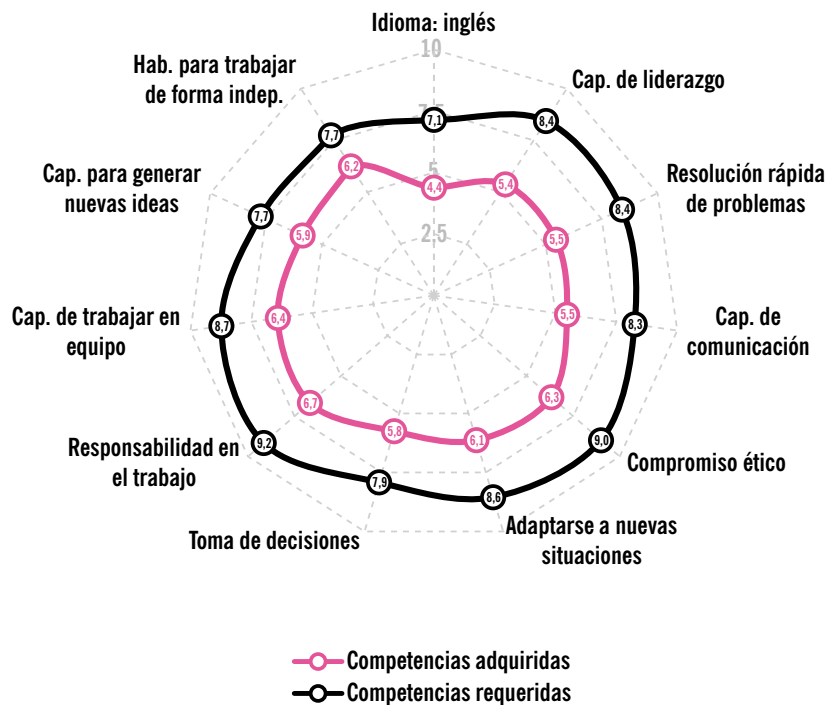 Idioma: inglés
10
7,5
5
2,5
Hab. para trabajar
de forma indep.
Cap. de liderazgo
Cap. para generar
nuevas ideas
Resolución rápida
de problemas
Cap. de trabajar en
equipo
Cap. de
comunicación
Responsabilidad en
el trabajo
Compromiso ético
Toma de decisiones
Adaptarse a nuevas
situaciones
7,1
8,4
8,4
8,3
9,0
8,6
7,9
9,2
8,7
7,7
7,7
4,4
5,4
5,5
5,5
6,3
6,1
5,8
6,7
6,4
5,9
6,2
Competencias adquiridas
Competencias requeridas